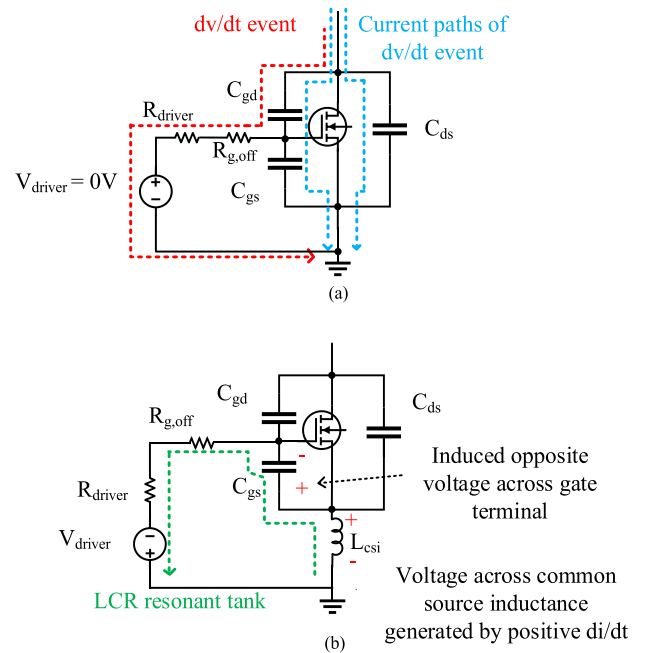 dv/dt event
Current paths of
dv/dt event
Cgd
Rdriver
Rg,off
Cds
Vdriver = 0V
+
−
Cgs
(a)
Cgd
Cds
Rg,off
-
Cgs
+
Induced opposite
voltage across gate
terminal
Rdriver
Vdriver
+
−
+
Lcsi
-
LCR resonant tank
Voltage across common
source inductance
generated by positive di/dt
(b)